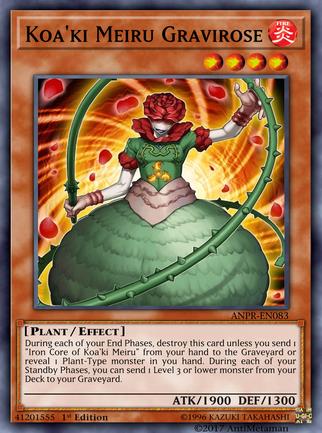 Koa'ki Meiru Gravirose
FIRE
炎
ANPR-EN083
[Plant / Effect]
During each of your End Phases, destroy this card unless you send 1
"Iron Core of Koa'ki Meiru" from your hand to the Graveyard or
reveal 1 Plant-Type monster in your hand. During each of your
Standby Phases, you can send 1 Level 3 or lower monster from your
Deck to your Graveyard.
ATK/1900 DEF/1300
41201555 1st Edition ©1996 KAZUKI TAKAHASHI
©2017 AntiMetaman